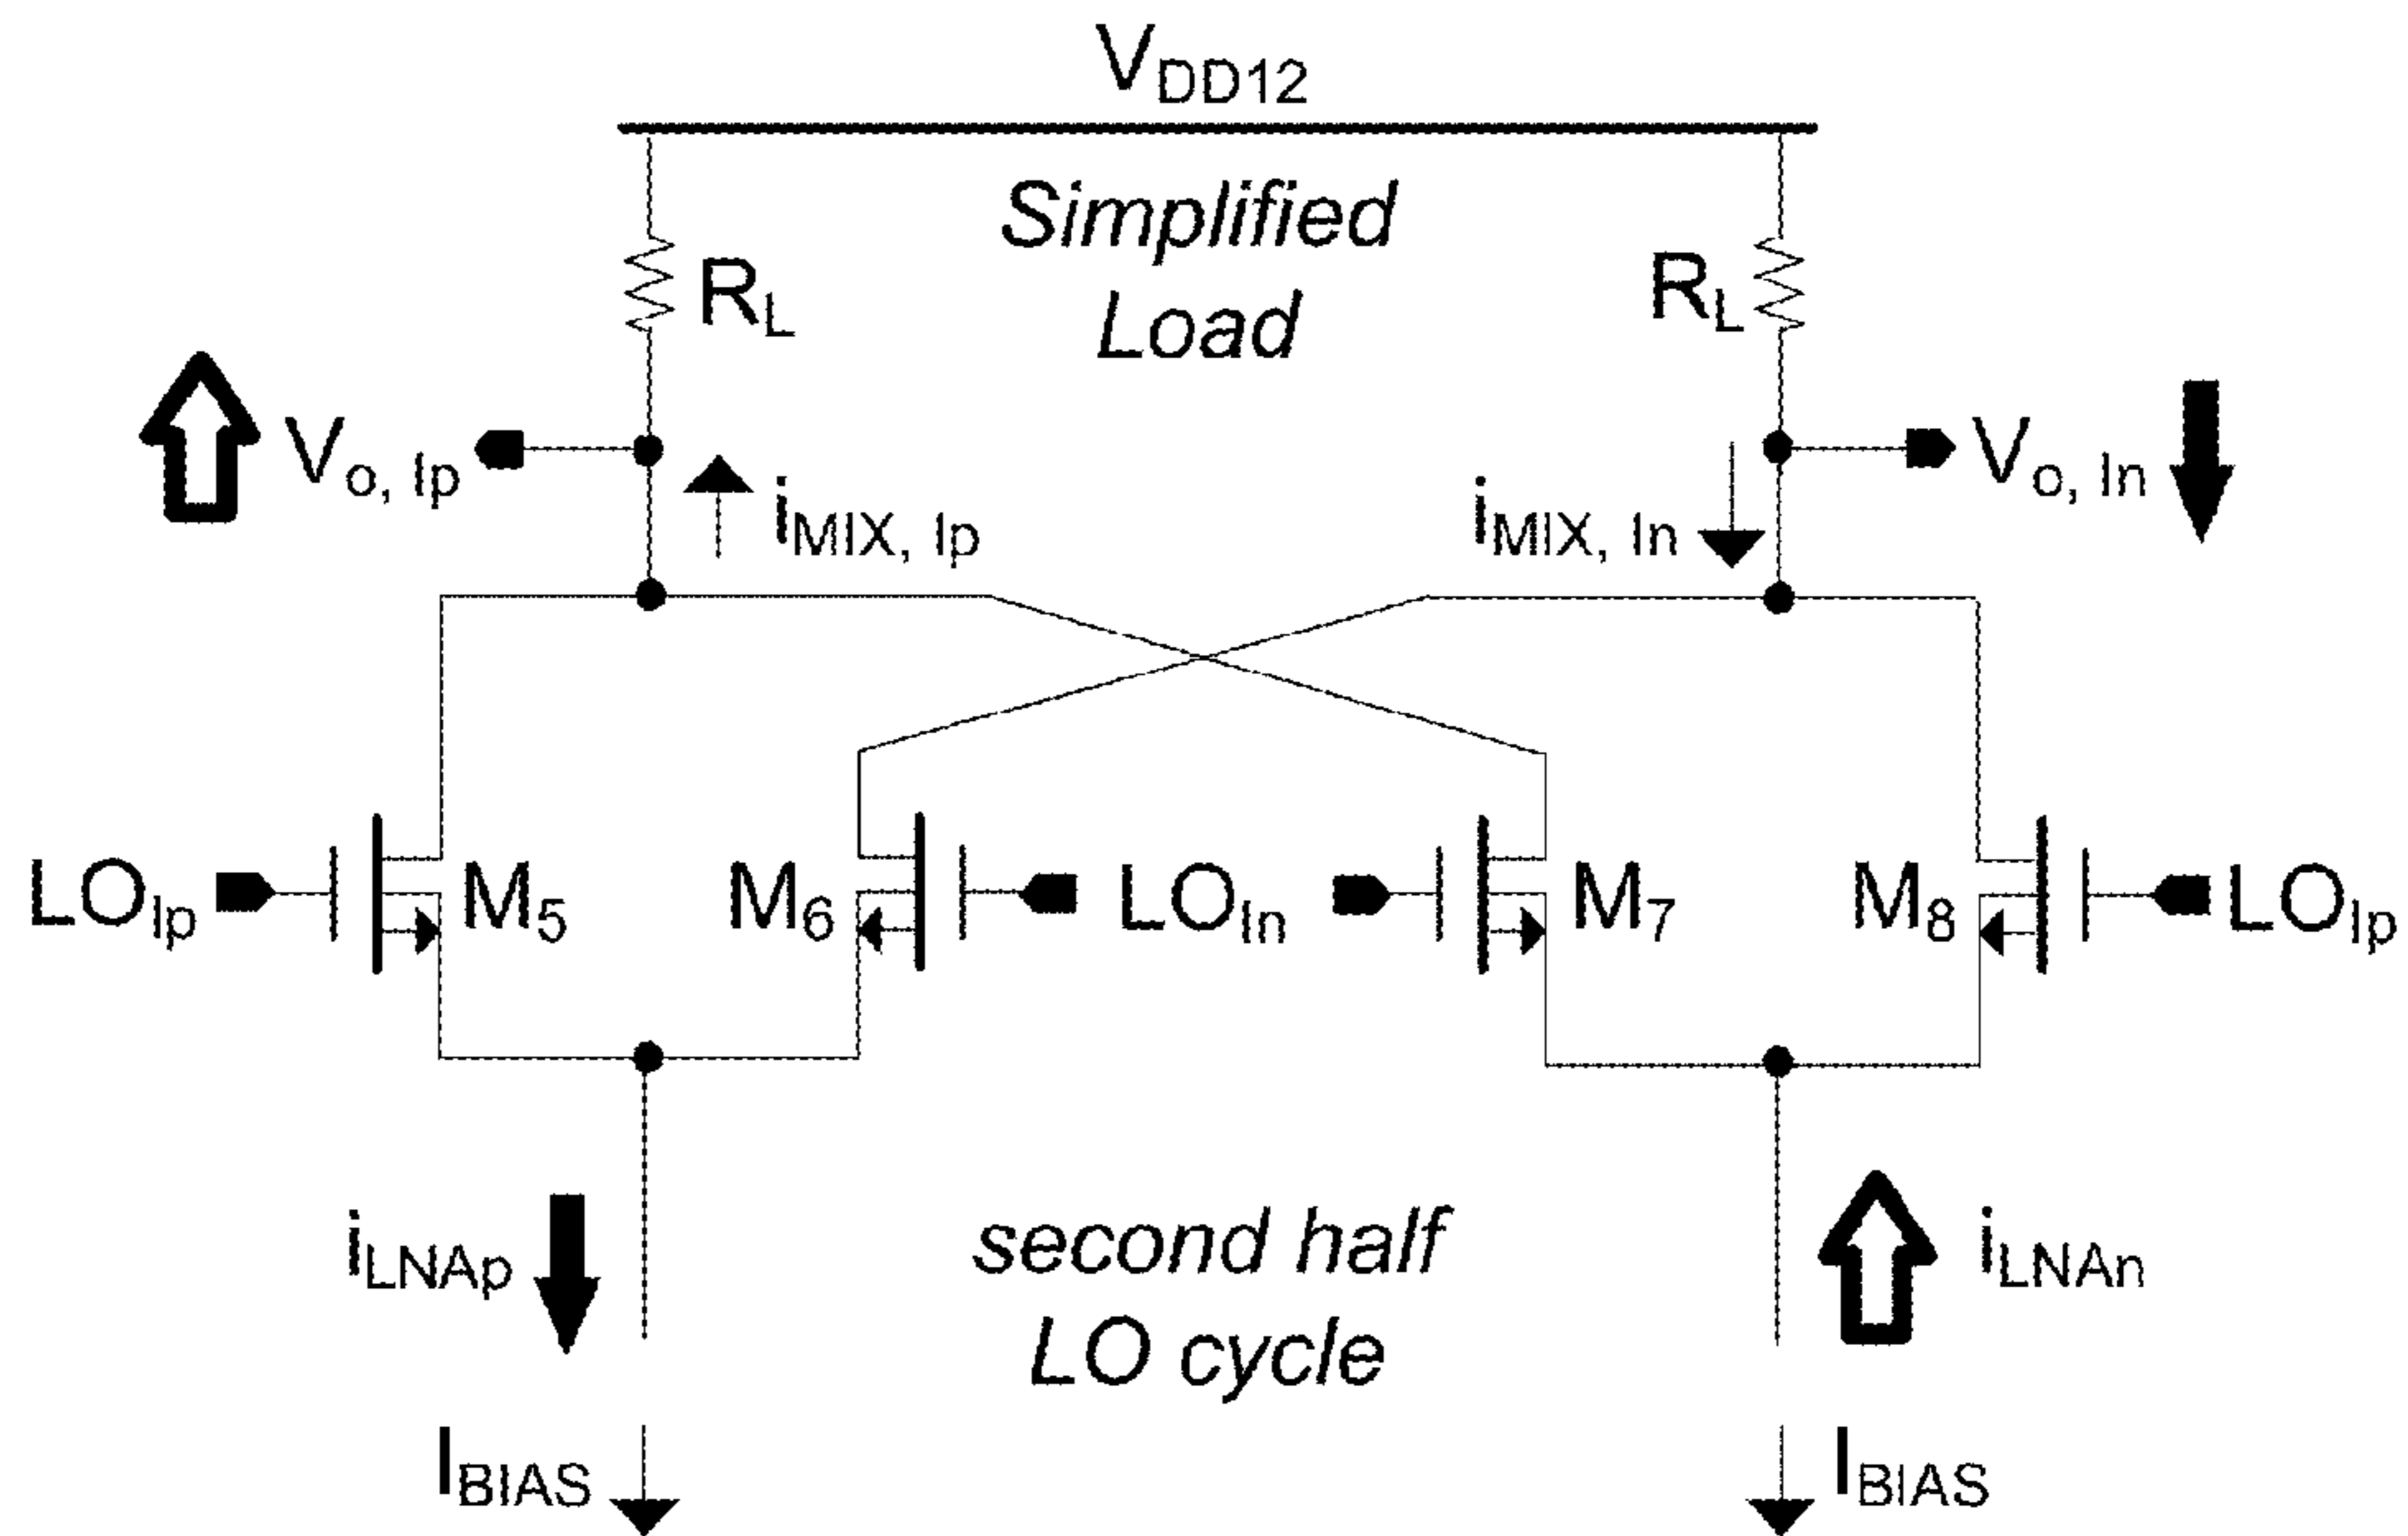 VDD12
Simplified
Load
RL
RL
Vo, Ip
iMIX, Ip
iMIX, In
Vo, In
LOIp
M5
M6
LOIn
M7
M8
LOIp
iLNAp
second half
LO cycle
iLNAn
IBIAS
IBIAS